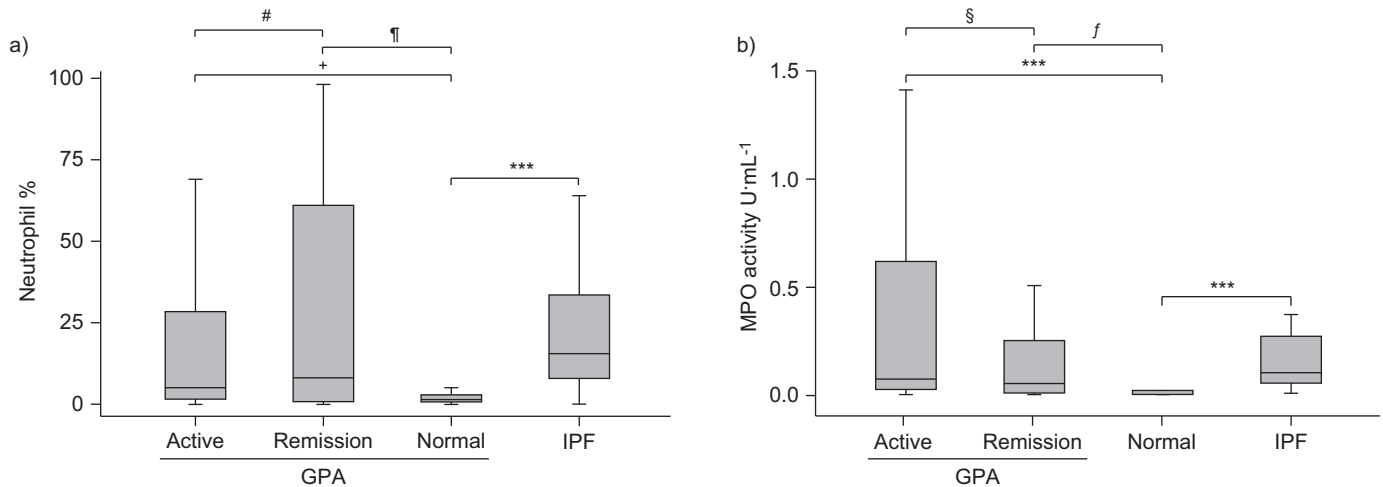 a)
#
¶
+
***
100
75
50
25
0
Neutrophil %
Active Remission Normal IPF
GPA
b)
§
ƒ
***
***
1.5
1.0
0.5
0.0
MPO activity U·mL-1
Active Remission Normal IPF
GPA